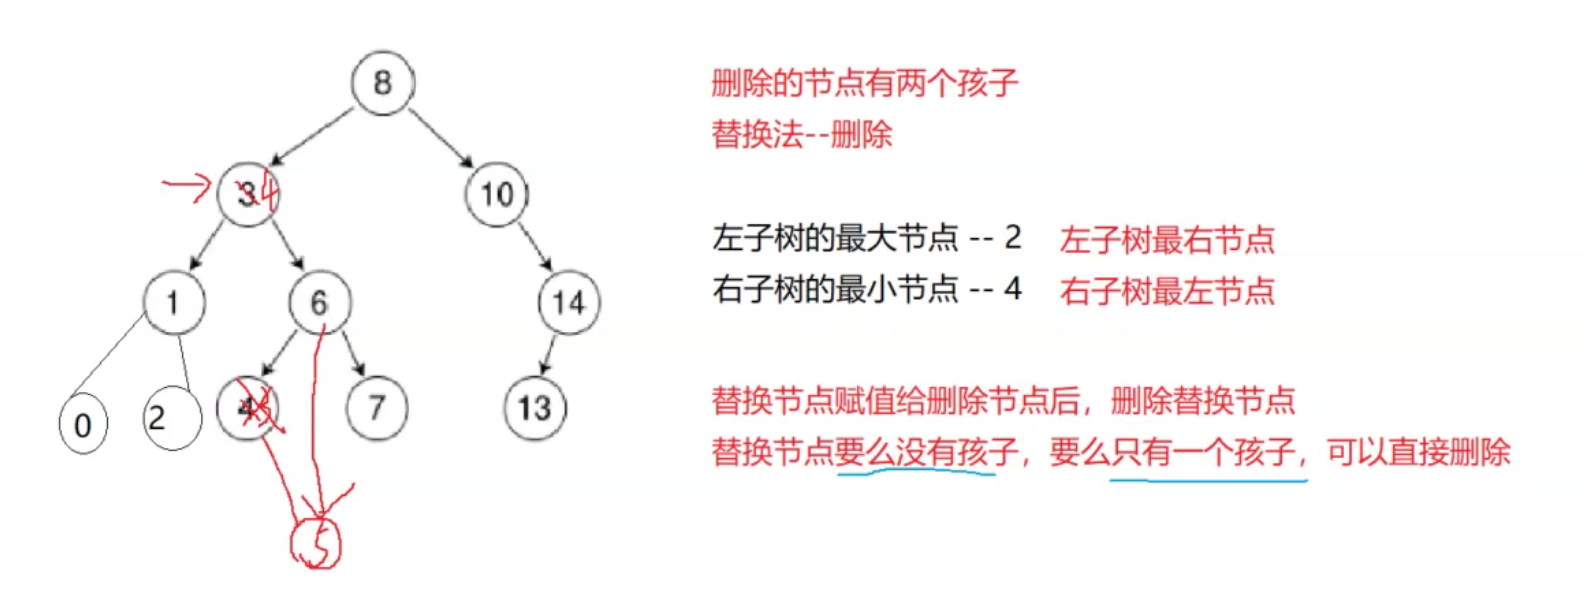 8
3 4
10
1
6
14
0
2
4
7
13
5
删除的节点有两个孩子
替换法--删除
左子树的最大节点 -- 2 左子树最右节点
右子树的最小节点 -- 4 右子树最左节点
替换节点赋值给删除节点后，删除替换节点
替换节点要么没有孩子，要么只有一个孩子，可以直接删除